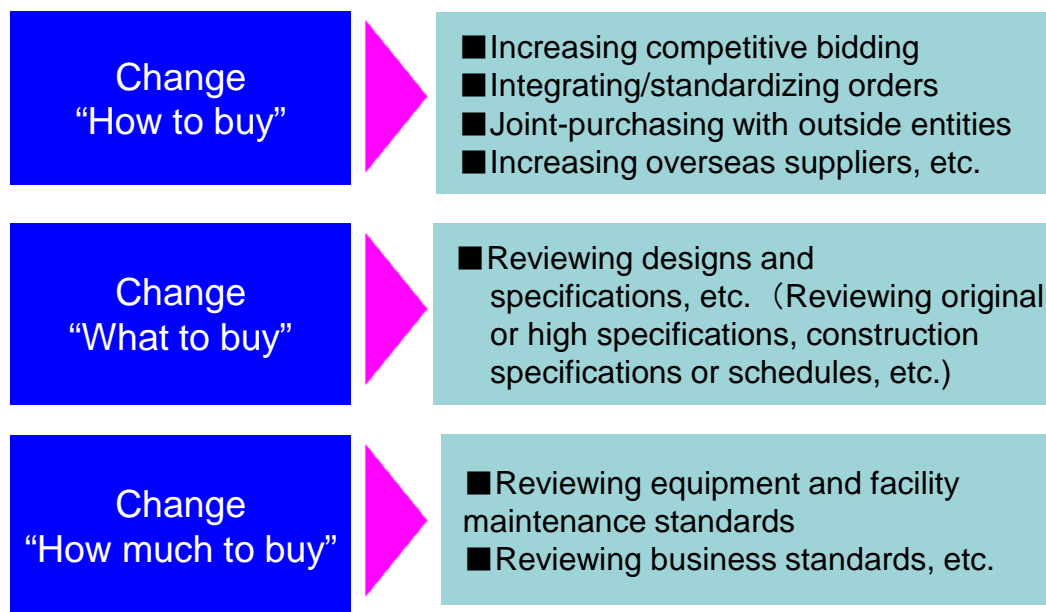 Change
“How to buy”
■Increasing competitive bidding
■Integrating/standardizing orders
■Joint-purchasing with outside entities
■Increasing overseas suppliers, etc.
Change
“What to buy”
■Reviewing designs and
specifications, etc.（Reviewing original
or high specifications, construction
specifications or schedules, etc.)
Change
“How much to buy”
■Reviewing equipment and facility
maintenance standards
■Reviewing business standards, etc.